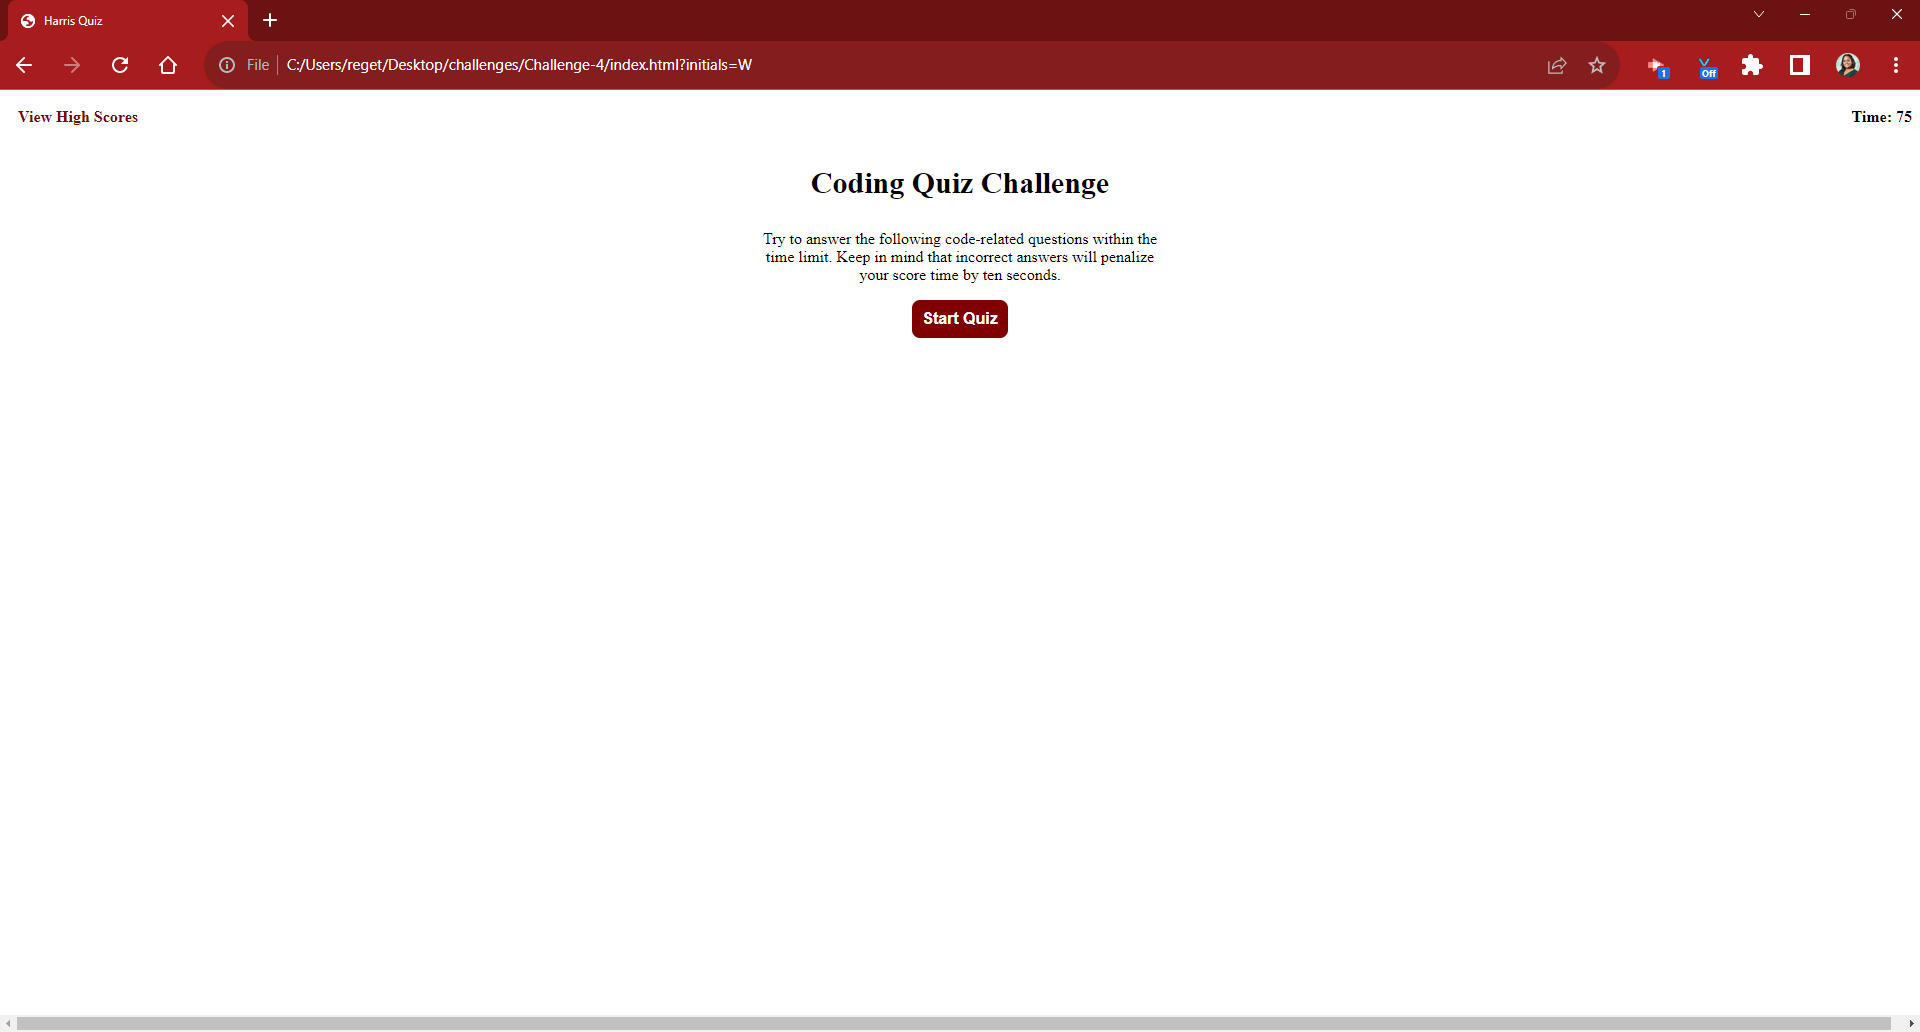 Harris Quiz
File C:/Users/reget/Desktop/challenges/Challenge-4/index.html?initials=W
1
Off
View High Scores
Time: 75
Coding Quiz Challenge
Try to answer the following code-related questions within the
time limit. Keep in mind that incorrect answers will penalize
your score time by ten seconds.
Start Quiz